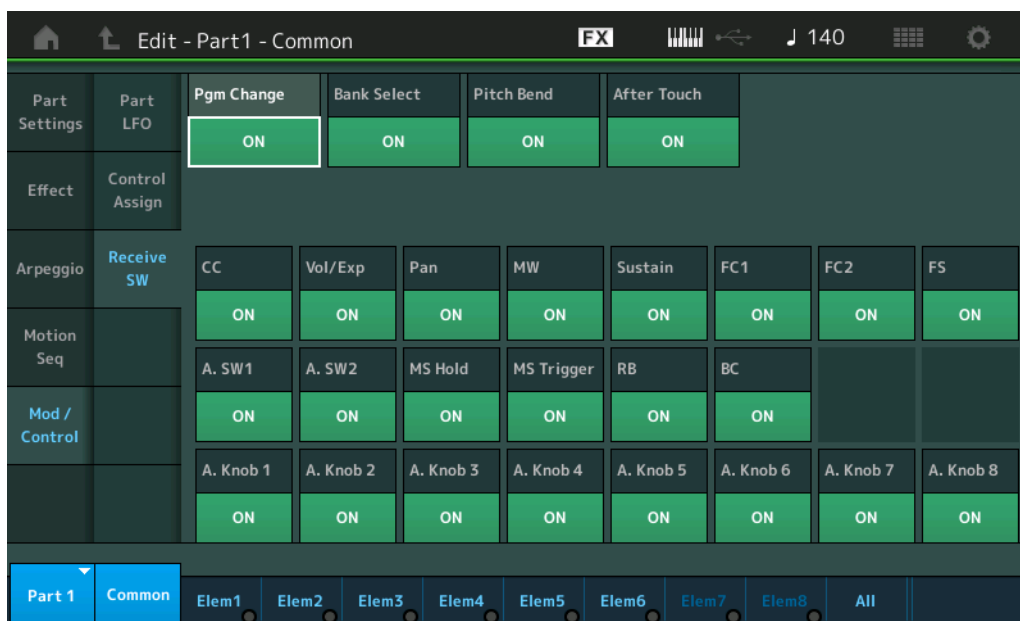 Edit - Part1 - Common FX 140
Part Settings
Effect
Arpeggio
Motion Seq
Mod / Control
Part LFO
Control Assign
Receive SW
Pgm Change Bank Select Pitch Bend After Touch
ON ON ON ON
CC Vol/Exp Pan MW Sustain FC1 FC2 FS
ON ON ON ON ON ON ON ON
A. SW1 A. SW2 MS Hold MS Trigger RB BC
ON ON ON ON ON ON
A. Knob 1 A. Knob 2 A. Knob 3 A. Knob 4 A. Knob 5 A. Knob 6 A. Knob 7 A. Knob 8
ON ON ON ON ON ON ON ON
Part 1 Common Elem1 Elem2 Elem3 Elem4 Elem5 Elem6 Elem7 Elem8 All